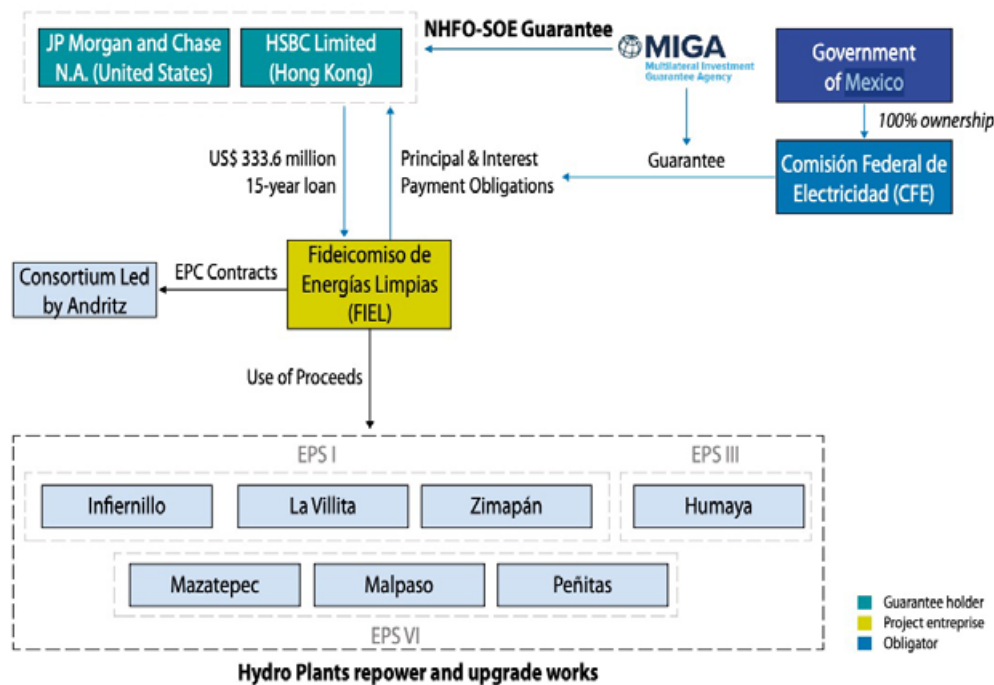 JP Morgan and Chase
N.A. (United States)
HSBC Limited
(Hong Kong)
NHFO-SOE Guarantee
MIGA
Multilateral Investment
Guarantee Agency
Government
of Mexico
100% ownership
US$ 333.6 million
15-year loan
Principal & Interest
Payment Obligations
Guarantee
Comisión Federal de
Electricidad (CFE)
Consortium Led
by Andritz
EPC Contracts
Fideicomiso de
Energías Limpias
(FIEL)
Use of Proceeds
EPS I
EPS III
Infiernillo
La Villita
Zimapán
Humaya
Mazatepec
Malpaso
Peñitas
EPS VI
Guarantee holder
Project entreprise
Obligator
Hydro Plants repower and upgrade works